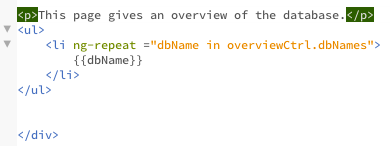 <p>This page gives an overview of the database.</p>
<ul>
    <li ng-repeat ="dbName in overviewCtrl.dbNames">
        {{dbName}}
    </li>
</ul>
</div>